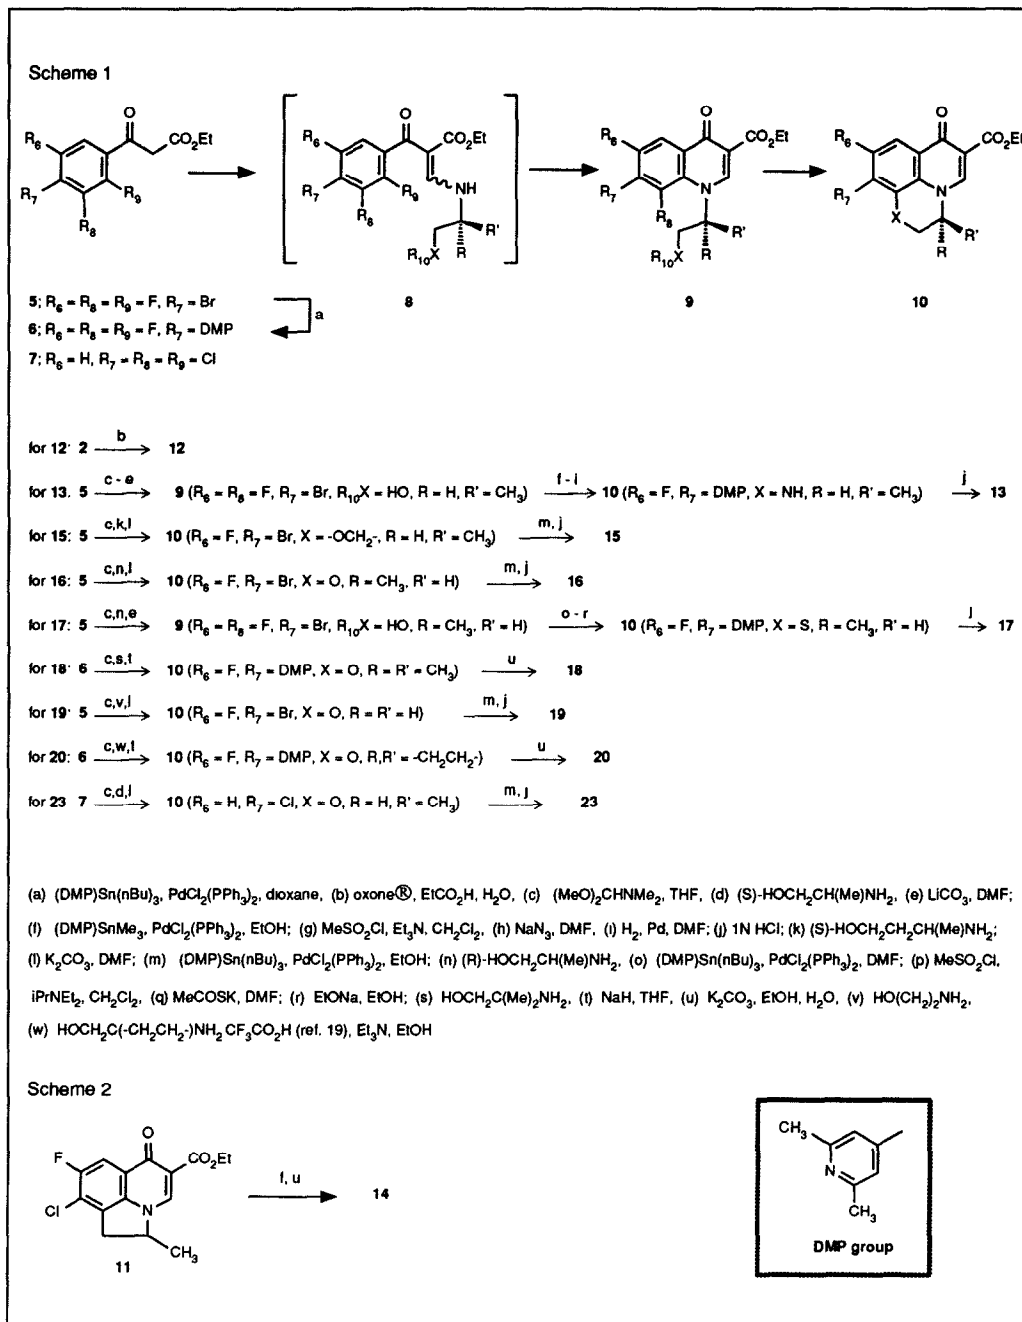 Scheme 1
O
R₆
CO₂Et
R₇
R₉
R₈
O
R₆
CO₂Et
R₇
R₉
R₈
NH
R'
R₁₀X
R
O
R₆
CO₂Et
R₇
N
R₈
R'
R₁₀X
R
O
R₆
CO₂Et
R₇
N
X
R'
R
5; R₆ = R₈ = R₉ = F, R₇ = Br
a
6; R₆ = R₈ = R₉ = F, R₇ = DMP
7; R₆ = H, R₇ = R₈ = R₉ = Cl
8
9
10
for 12· 2 b 12
for 13. 5 c - e 9 (R₆ = R₈ = F, R₇ = Br, R₁₀X = HO, R = H, R' = CH₃) f - i 10 (R₆ = F, R₇ = DMP, X = NH, R = H, R' = CH₃) j 13
for 15: 5 c,k,l 10 (R₆ = F, R₇ = Br, X = -OCH₂-, R = H, R' = CH₃) m, j 15
for 16: 5 c,n,l 10 (R₆ = F, R₇ = Br, X = O, R = CH₃, R' = H) m, j 16
for 17: 5 c,n,e 9 (R₆ = R₈ = F, R₇ = Br, R₁₀X = HO, R = CH₃, R' = H) o - r 10 (R₆ = F, R₇ = DMP, X = S, R = CH₃, R' = H) j 17
for 18· 6 c,s,t 10 (R₆ = F, R₇ = DMP, X = O, R = R' = CH₃) u 18
for 19· 5 c,v,l 10 (R₆ = F, R₇ = Br, X = O, R = R' = H) m, j 19
for 20: 6 c,w,t 10 (R₆ = F, R₇ = DMP, X = O, R,R' = -CH₂CH₂-) u 20
for 23 7 c,d,l 10 (R₆ = H, R₇ = Cl, X = O, R = H, R' = CH₃) m, j 23
(a) (DMP)Sn(nBu)₃, PdCl₂(PPh₃)₂, dioxane, (b) oxone®, EtCO₂H, H₂O, (c) (MeO)₂CHNMe₂, THF, (d) (S)-HOCH₂CH(Me)NH₂, (e) LiCO₃, DMF;
(f) (DMP)SnMe₃, PdCl₂(PPh₃)₂, EtOH; (g) MeSO₂Cl, Et₃N, CH₂Cl₂, (h) NaN₃, DMF, (i) H₂, Pd, DMF; (j) 1N HCl; (k) (S)-HOCH₂CH₂CH(Me)NH₂;
(l) K₂CO₃, DMF; (m) (DMP)Sn(nBu)₃, PdCl₂(PPh₃)₂, EtOH; (n) (R)-HOCH₂CH(Me)NH₂, (o) (DMP)Sn(nBu)₃, PdCl₂(PPh₃)₂, DMF; (p) MeSO₂Cl,
iPrNEt₂, CH₂Cl₂, (q) MeCOSK, DMF; (r) EtONa, EtOH; (s) HOCH₂C(Me)₂NH₂, (t) NaH, THF, (u) K₂CO₃, EtOH, H₂O, (v) HO(CH₂)₂NH₂,
(w) HOCH₂C(-CH₂CH₂-)NH₂ CF₃CO₂H (ref. 19), Et₃N, EtOH
Scheme 2
O
F
CO₂Et
Cl
N
CH₃
11
f, u
14
CH₃
N
CH₃
DMP group